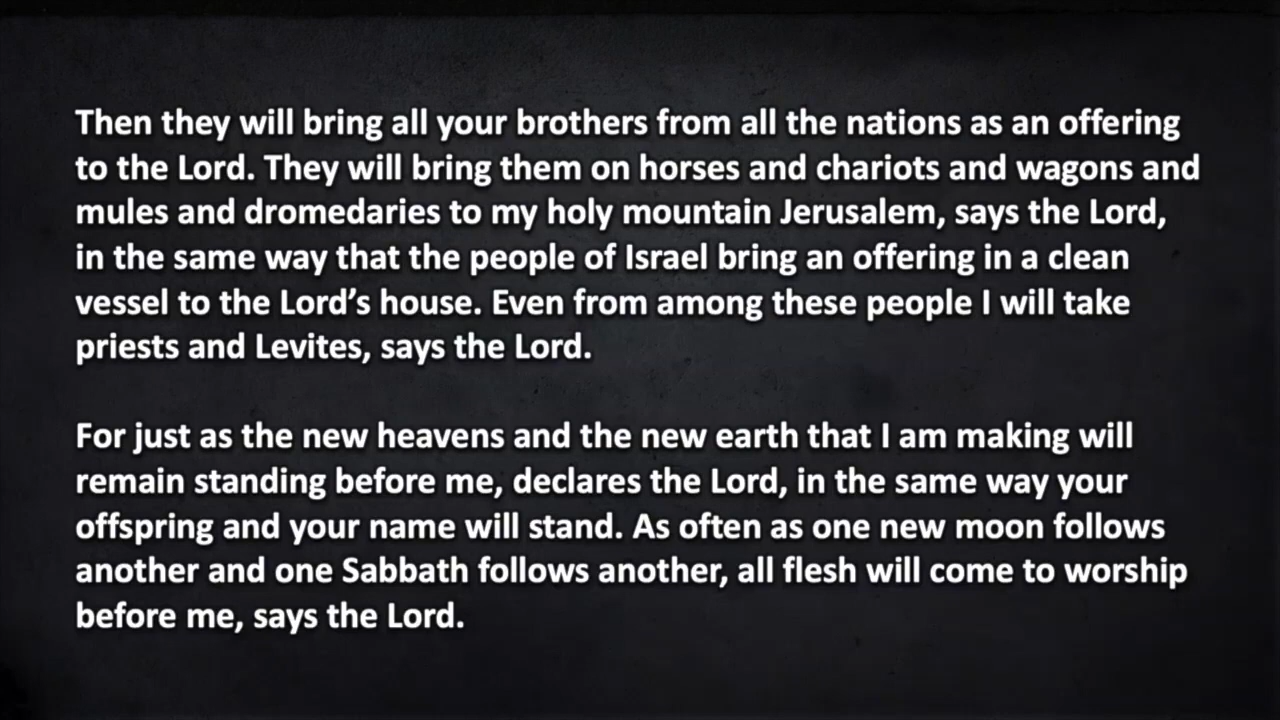 Then they will bring all your brothers from all the nations as an offering
to the Lord. They will bring them on horses and chariots and wagons and
mules and dromedaries to my holy mountain Jerusalem, says the Lord,
in the same way that the people of Israel bring an offering in a clean
vessel to the Lord’s house. Even from among these people I will take
priests and Levites, says the Lord.
For just as the new heavens and the new earth that I am making will
remain standing before me, declares the Lord, in the same way your
offspring and your name will stand. As often as one new moon follows
another and one Sabbath follows another, all flesh will come to worship
before me, says the Lord.